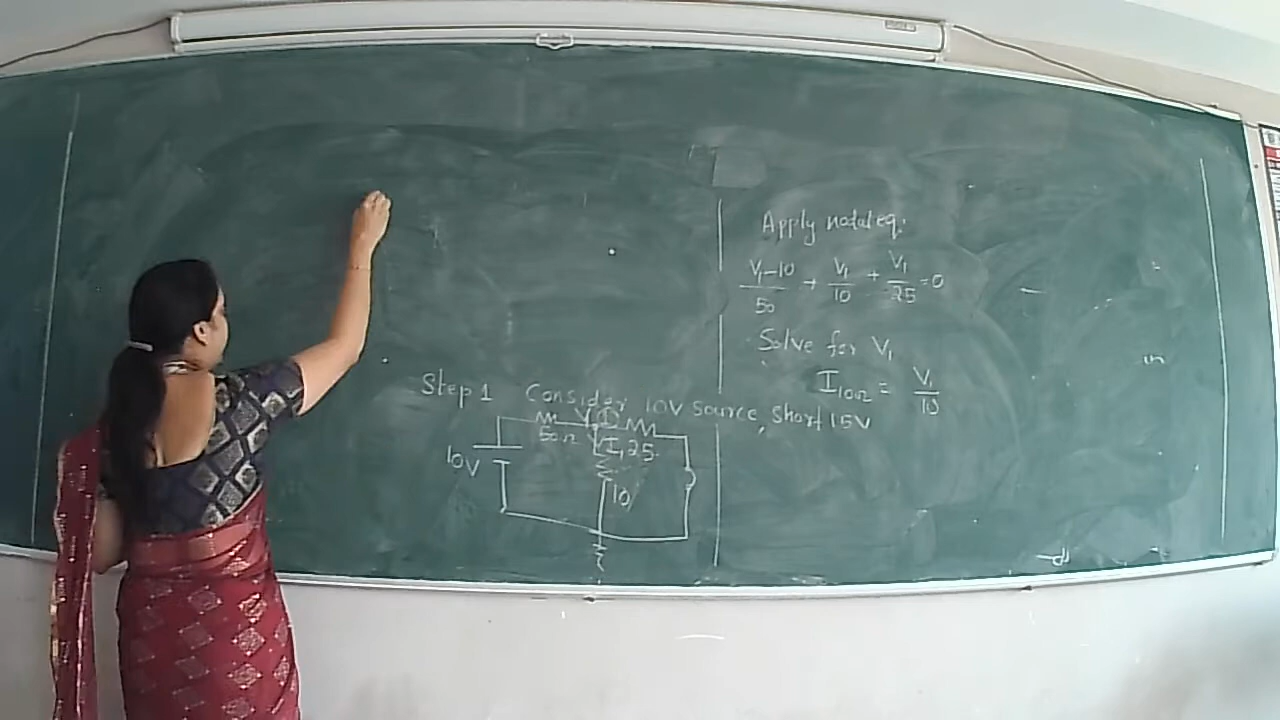 Step 1 Consider 10V Source, Short 15V
50Ω V① 
10V I, 25
10
Apply nodal eq:
V₁-10/50 + V₁/10 + V₁/25 = 0
Solve for V₁
I₁₀Ω = V₁/10